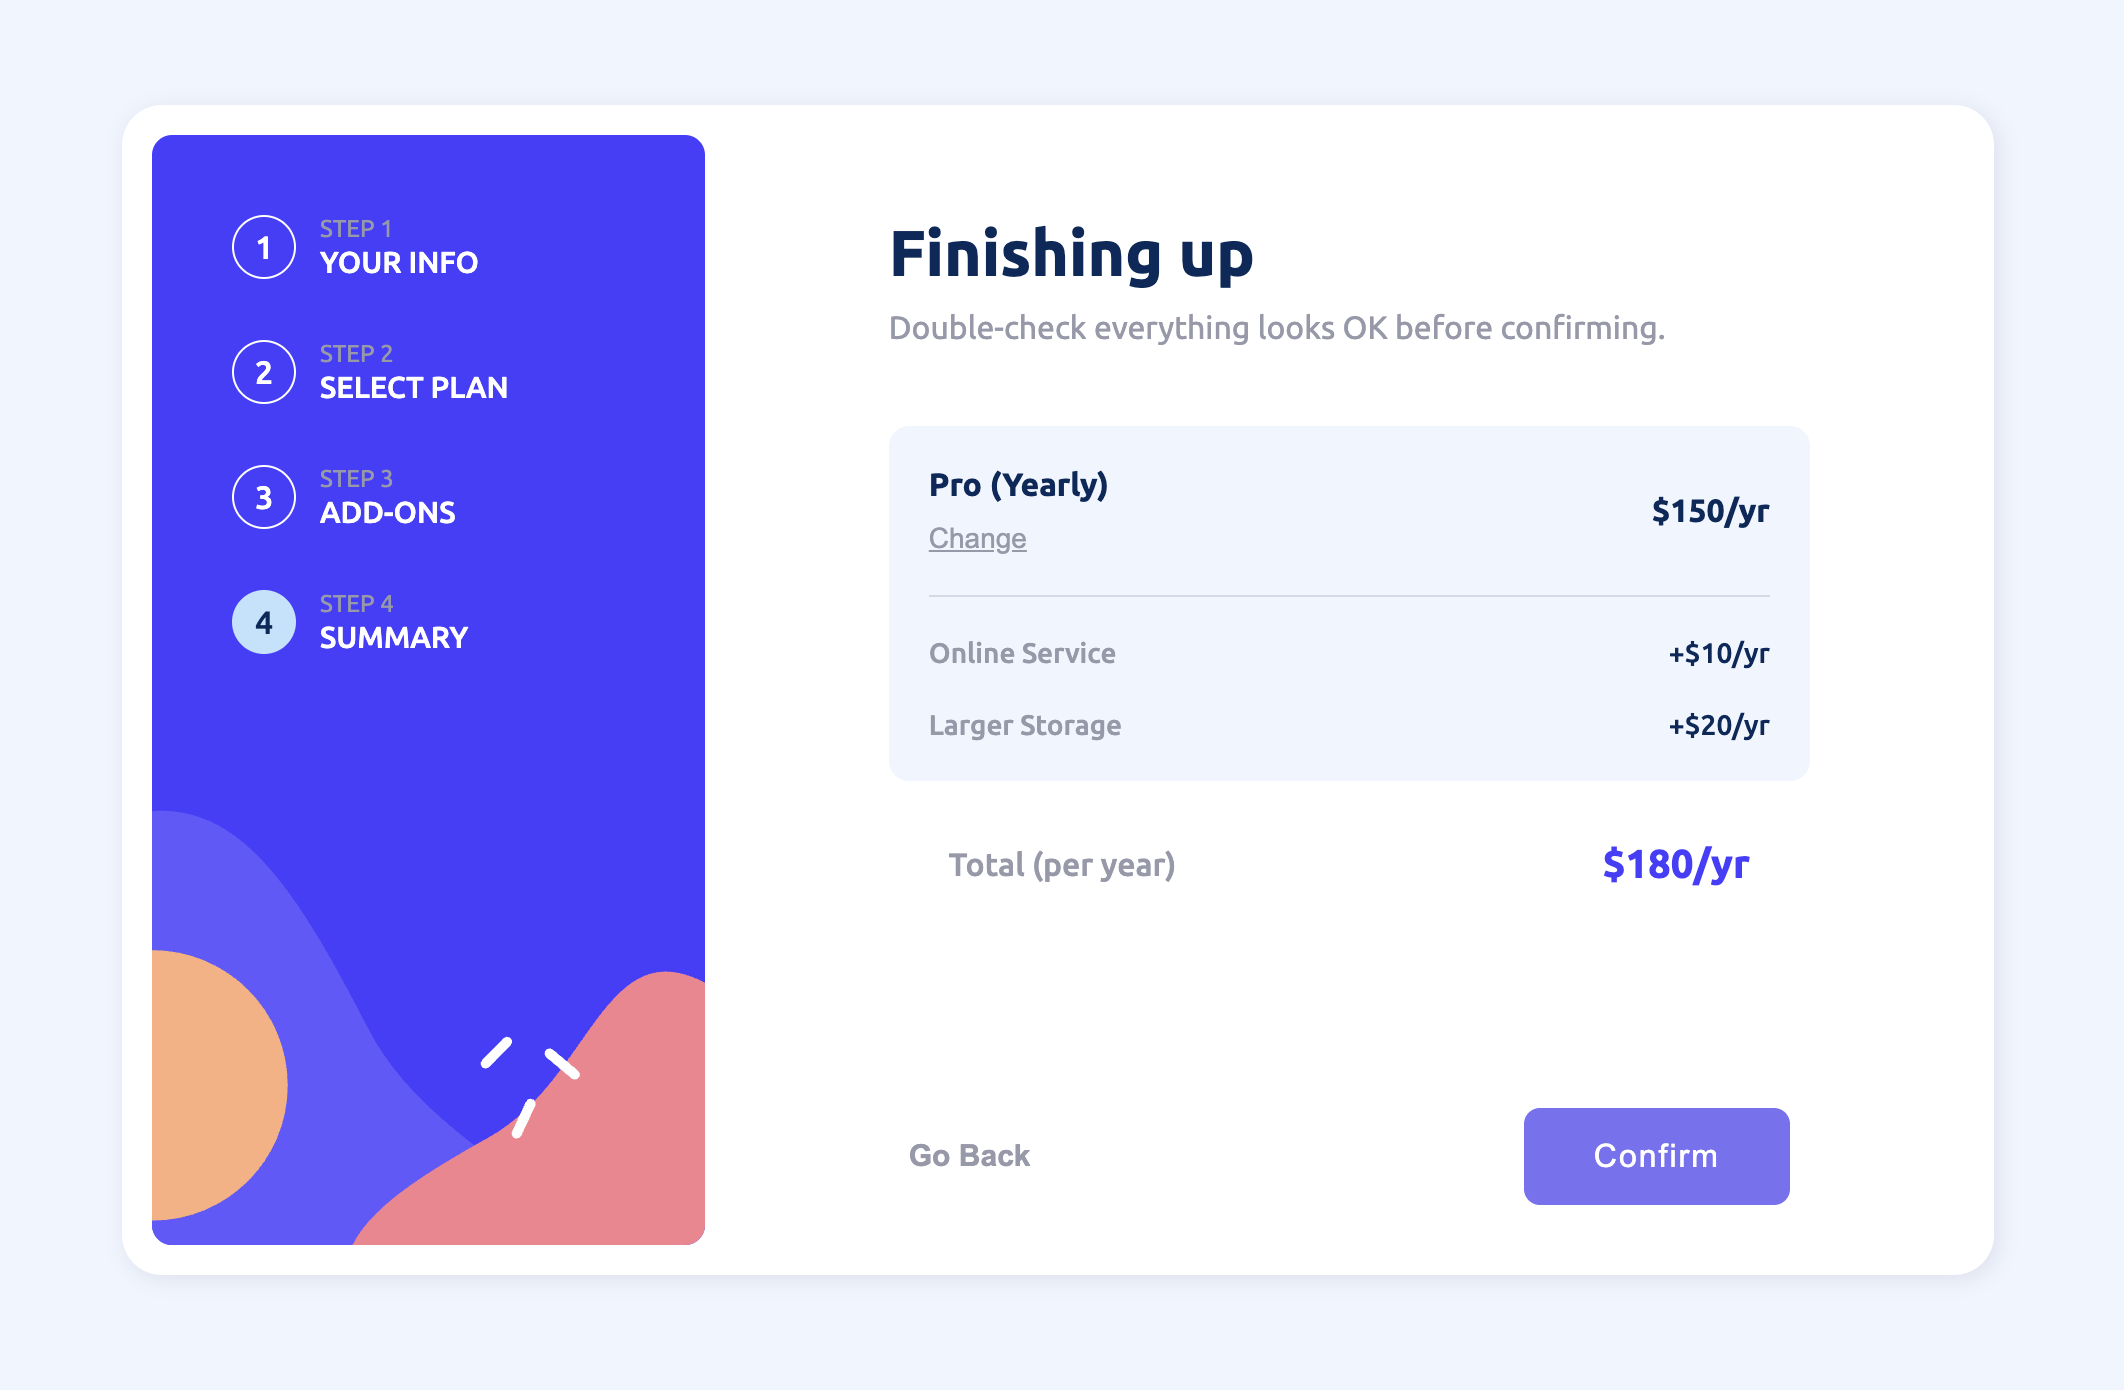 1
STEP 1
YOUR INFO
2
STEP 2
SELECT PLAN
3
STEP 3
ADD-ONS
4
STEP 4
SUMMARY
Finishing up
Double-check everything looks OK before confirming.
Pro (Yearly)
$150/yr
Change
Online Service
+$10/yr
Larger Storage
+$20/yr
Total (per year)
$180/yr
Go Back
Confirm